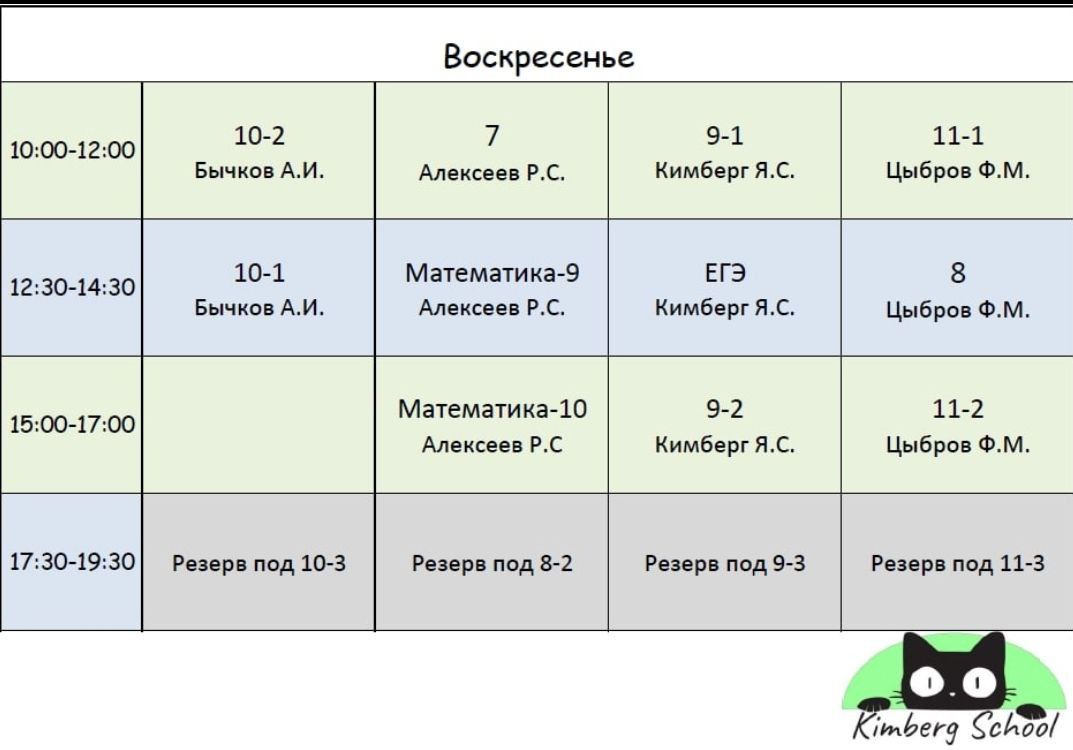 Воскресенье
10:00-12:00
10-2
Бычков А.И.
7
Алексеев Р.С.
9-1
Кимберг Я.С.
11-1
Цыбров Ф.М.
12:30-14:30
10-1
Бычков А.И.
Математика-9
Алексеев Р.С.
ЕГЭ
Кимберг Я.С.
8
Цыбров Ф.М.
15:00-17:00
Математика-10
Алексеев Р.С
9-2
Кимберг Я.С.
11-2
Цыбров Ф.М.
17:30-19:30
Резерв под 10-3
Резерв под 8-2
Резерв под 9-3
Резерв под 11-3
Kimberg School